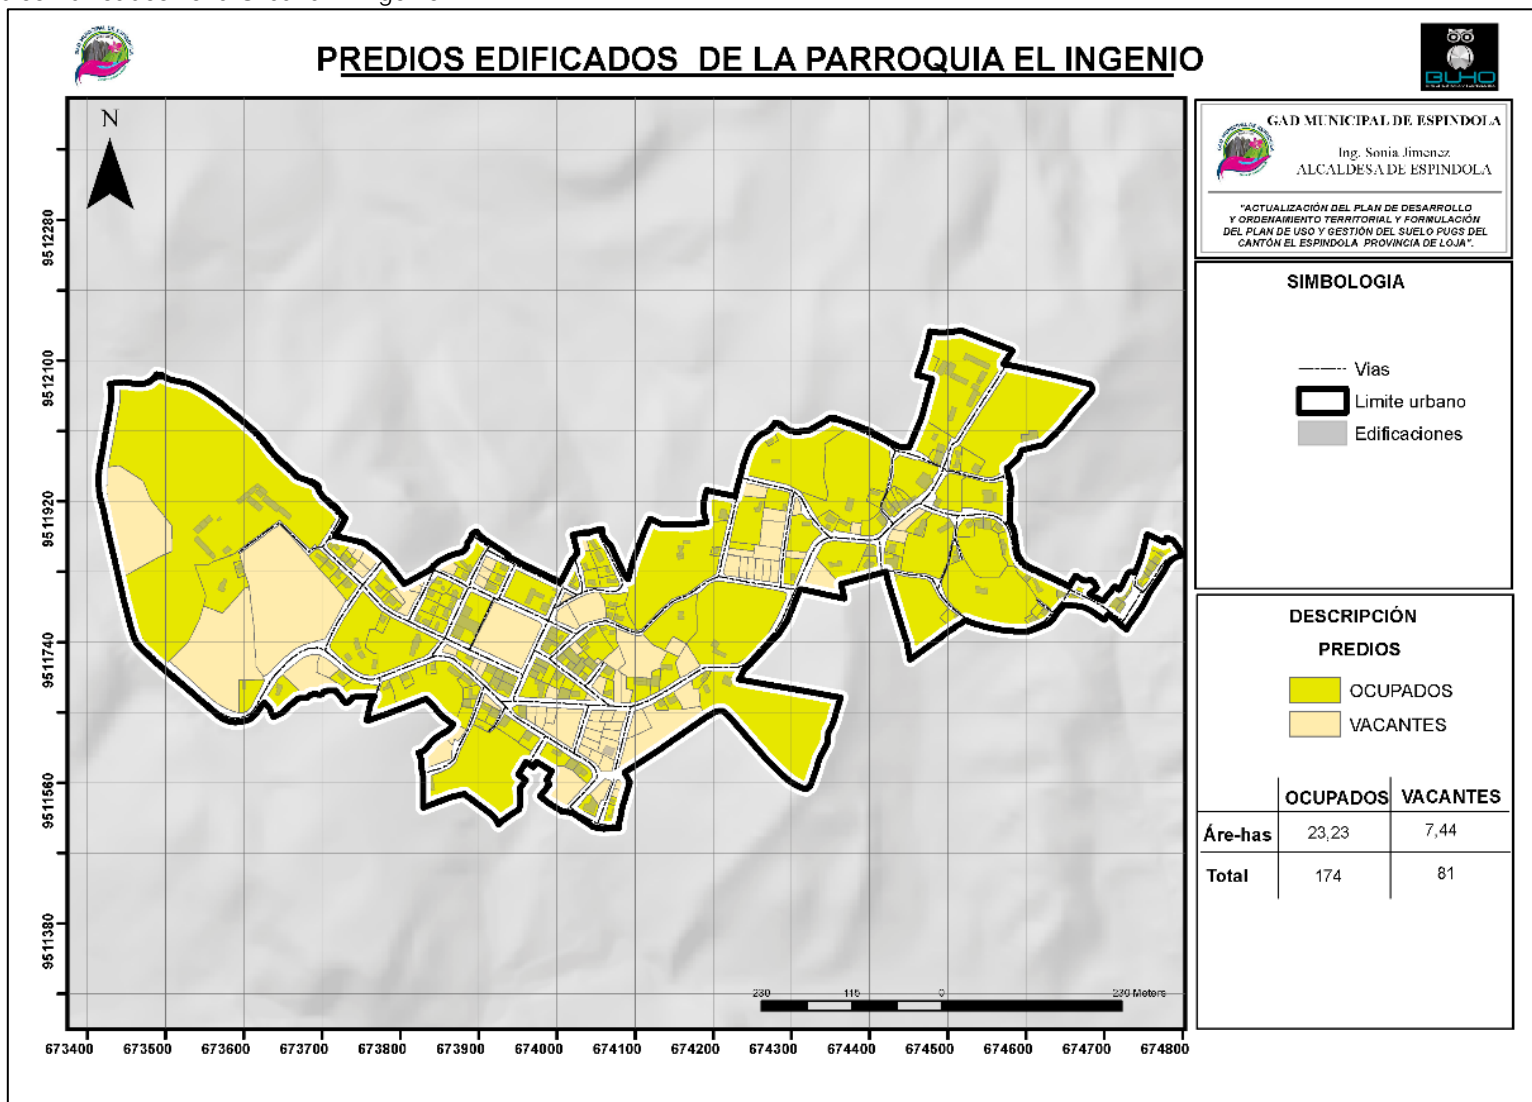 PREDIOS EDIFICADOS DE LA PARROQUIA EL INGENIO
BUHO
N
GAD MUNICIPAL DE ESPINDOLA
Ing. Sonia Jimenez
ALCALDESA DE ESPINDOLA
"ACTUALIZACIÓN DEL PLAN DE DESARROLLO
Y ORDENAMIENTO TERRITORIAL Y FORMULACIÓN
DEL PLAN DE USO Y GESTIÓN DEL SUELO PUGS DEL
CANTÓN EL ESPINDOLA PROVINCIA DE LOJA".
SIMBOLOGIA
Vias
Limite urbano
Edificaciones
DESCRIPCIÓN
PREDIOS
OCUPADOS
VACANTES
OCUPADOS VACANTES
Áre-has 23,23 7,44
Total 174 81
9512280
9512100
9511920
9511740
9511560
9511380
230 115 0 230 Meters
673400 673500 673600 673700 673800 673900 674000 674100 674200 674300 674400 674500 674600 674700 674800